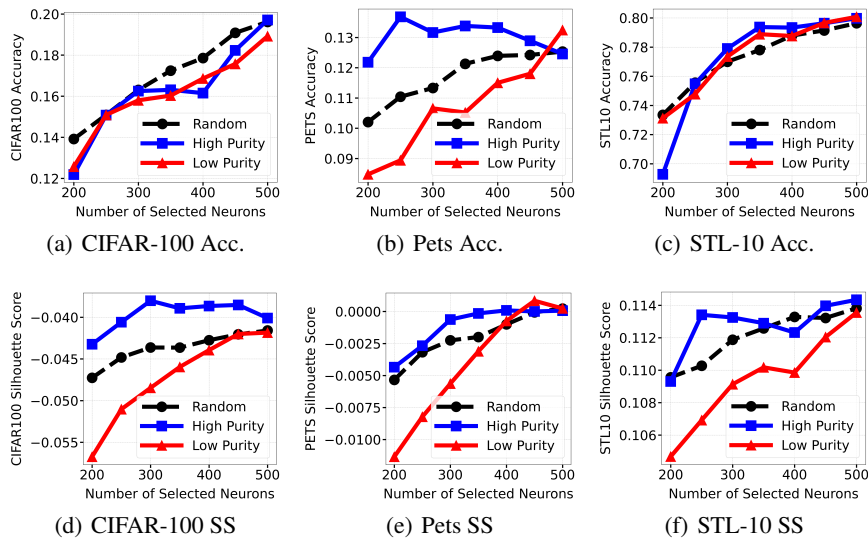 CIFAR100 Accuracy
0.20
0.18
0.16
0.14
0.12
Random
High Purity
Low Purity
200 300 400 500
Number of Selected Neurons
(a) CIFAR-100 Acc.
PETS Accuracy
0.13
0.12
0.11
0.10
0.09
Random
High Purity
Low Purity
200 300 400 500
Number of Selected Neurons
(b) Pets Acc.
STL10 Accuracy
0.80
0.78
0.76
0.74
0.72
0.70
Random
High Purity
Low Purity
200 300 400 500
Number of Selected Neurons
(c) STL-10 Acc.
CIFAR100 Silhouette Score
−0.040
−0.045
−0.050
−0.055
Random
High Purity
Low Purity
200 300 400 500
Number of Selected Neurons
(d) CIFAR-100 SS
PETS Silhouette Score
0.0000
−0.0025
−0.0050
−0.0075
−0.0100
Random
High Purity
Low Purity
200 300 400 500
Number of Selected Neurons
(e) Pets SS
STL10 Silhouette Score
0.114
0.112
0.110
0.108
0.106
Random
High Purity
Low Purity
200 300 400 500
Number of Selected Neurons
(f) STL-10 SS